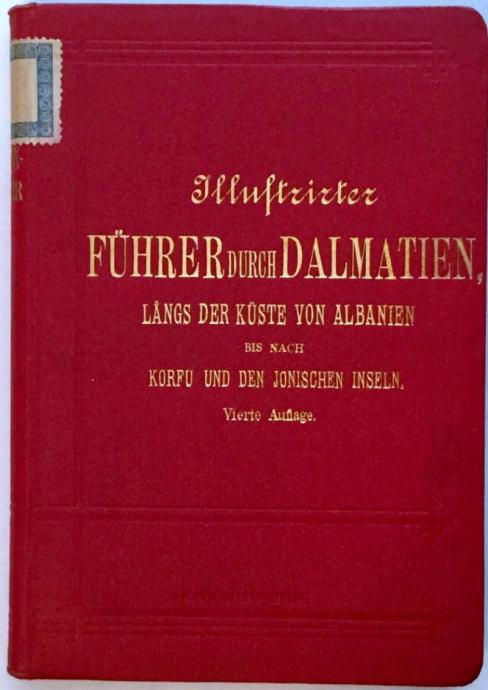 Illustrirter
FÜHRER DURCH DALMATIEN,
LÄNGS DER KÜSTE VON ALBANIEN
BIS NACH
KORFU UND DEN JONISCHEN INSELN.
Vierte Auflage.